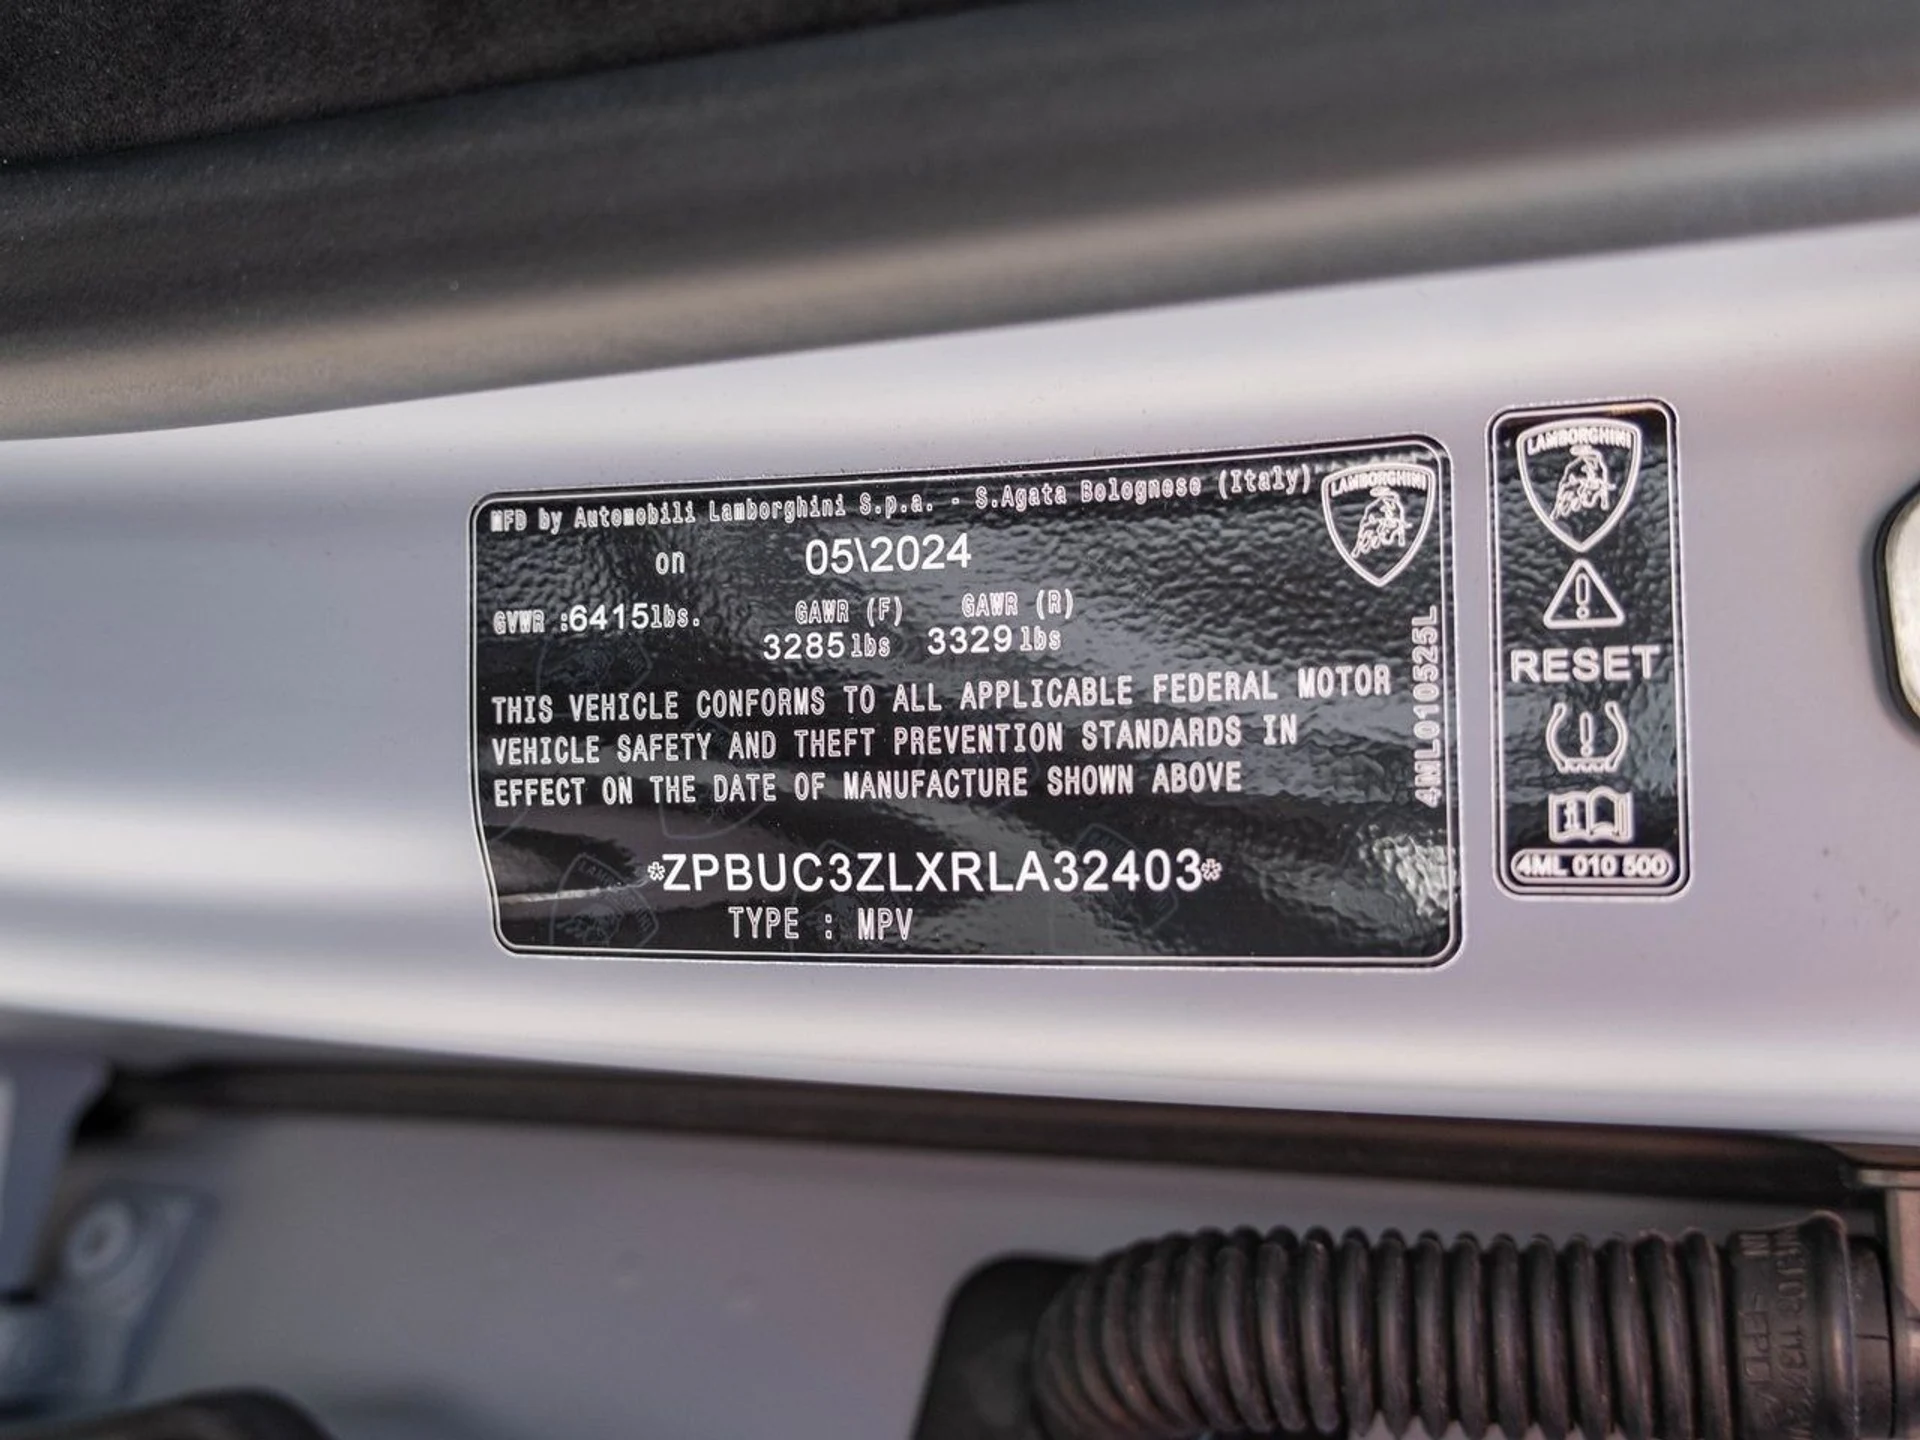 MFD by Automobili Lamborghini S.p.a. - S.Agata Bolognese (Italy)
LAMBORGHINI
on 05\2024
GVWR :6415lbs. GAWR (F) GAWR (R)
3285lbs 3329lbs
THIS VEHICLE CONFORMS TO ALL APPLICABLE FEDERAL MOTOR
VEHICLE SAFETY AND THEFT PREVENTION STANDARDS IN
EFFECT ON THE DATE OF MANUFACTURE SHOWN ABOVE
*ZPBUC3ZLXRLA32403*
TYPE : MPV
4ML010525L
LAMBORGHINI
RESET
4ML 010 500